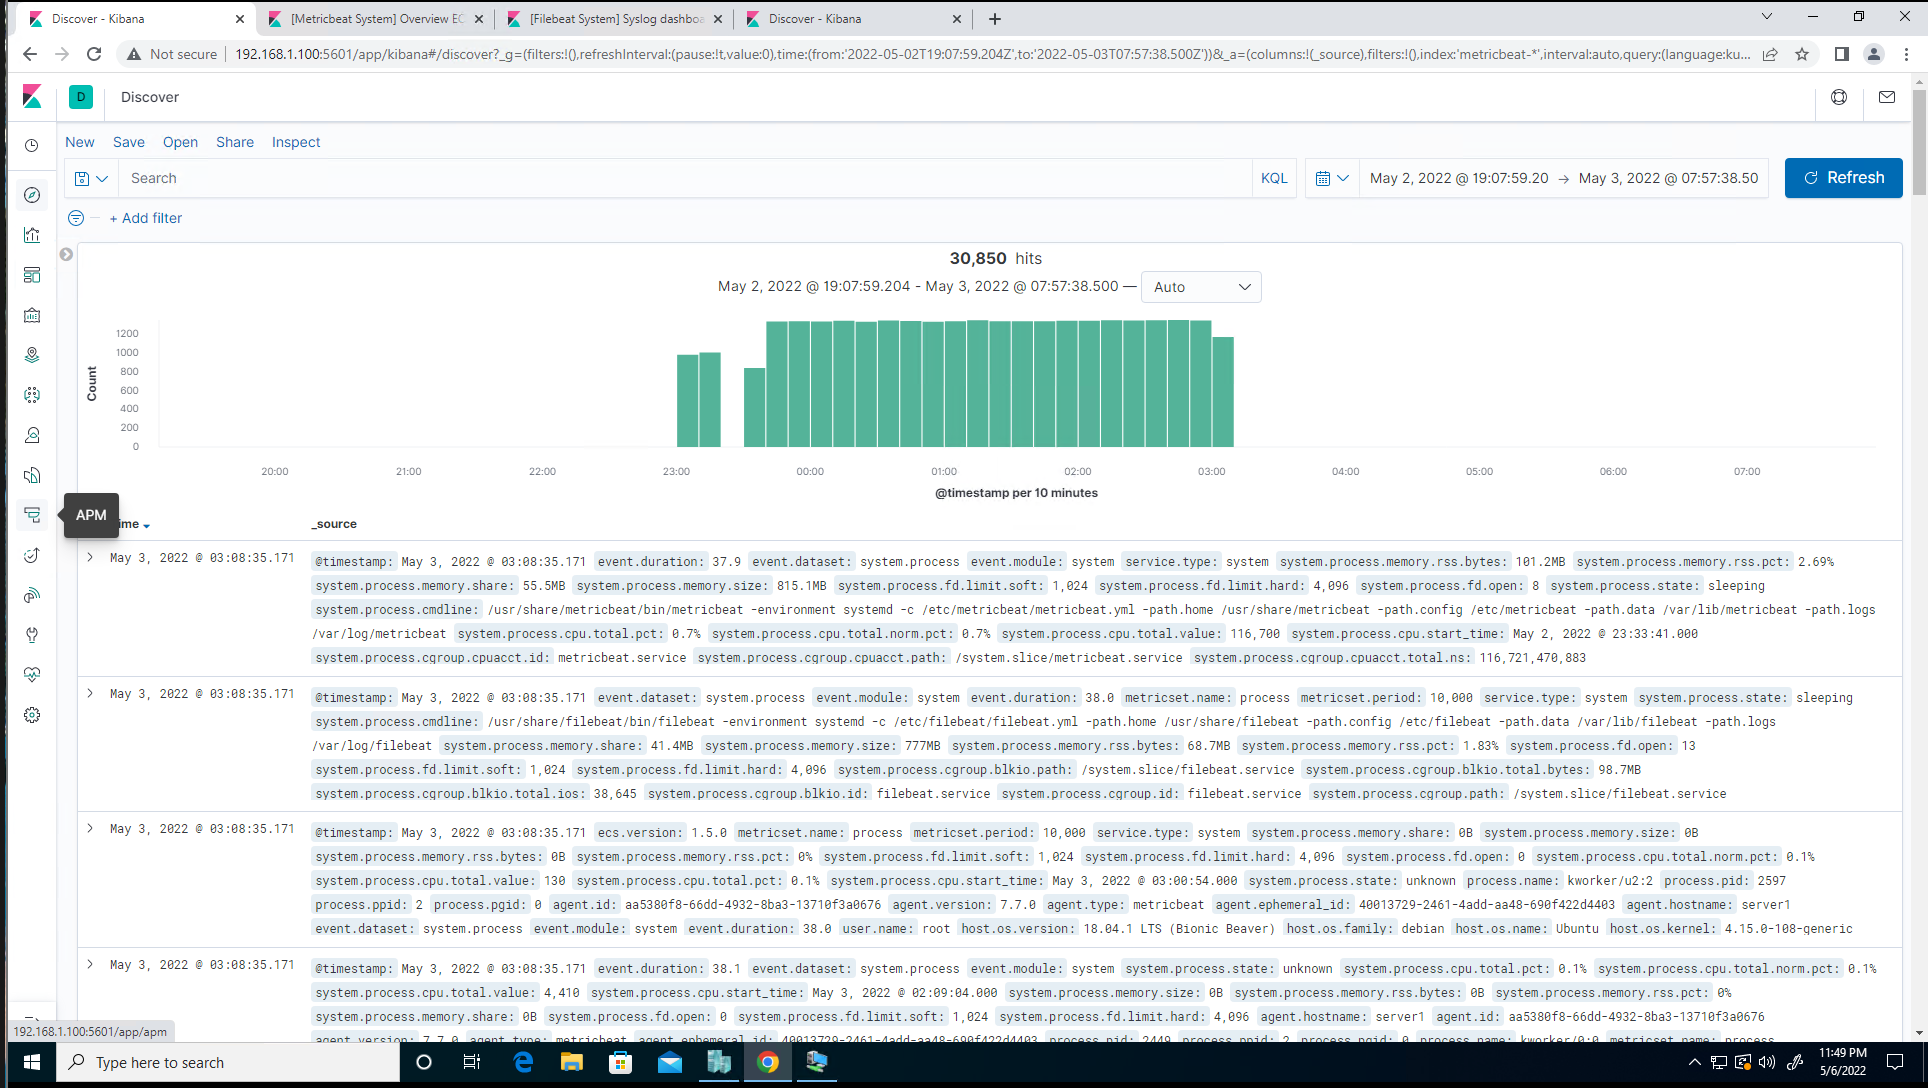 Discover - Kibana
[Metricbeat System] Overview EC
[Filebeat System] Syslog dashboa
Discover - Kibana
Not secure
192.168.1.100:5601/app/kibana#/discover?_g=(filters:!(),refreshInterval:(pause:!t,value:0),time:(from:'2022-05-02T19:07:59.204Z',to:'2022-05-03T07:57:38.500Z'))&_a=(columns:!(_source),filters:!(),index:'metricbeat-*',interval:auto,query:(language:ku...
D
Discover
New Save Open Share Inspect
Search
KQL
May 2, 2022 @ 19:07:59.20 → May 3, 2022 @ 07:57:38.50
Refresh
+ Add filter
30,850 hits
May 2, 2022 @ 19:07:59.204 - May 3, 2022 @ 07:57:38.500 — Auto
Count
1200
1000
800
600
400
200
0
20:00 21:00 22:00 23:00 00:00 01:00 02:00 03:00 04:00 05:00 06:00 07:00
@timestamp per 10 minutes
APM
ime
_source
May 3, 2022 @ 03:08:35.171
@timestamp: May 3, 2022 @ 03:08:35.171 event.duration: 37.9 event.dataset: system.process event.module: system service.type: system system.process.memory.rss.bytes: 101.2MB system.process.memory.rss.pct: 2.69%
system.process.memory.share: 55.5MB system.process.memory.size: 815.1MB system.process.fd.limit.soft: 1,024 system.process.fd.limit.hard: 4,096 system.process.fd.open: 8 system.process.state: sleeping
system.process.cmdline: /usr/share/metricbeat/bin/metricbeat -environment systemd -c /etc/metricbeat/metricbeat.yml -path.home /usr/share/metricbeat -path.config /etc/metricbeat -path.data /var/lib/metricbeat -path.logs
/var/log/metricbeat system.process.cpu.total.pct: 0.7% system.process.cpu.total.norm.pct: 0.7% system.process.cpu.total.value: 116,700 system.process.cpu.start_time: May 2, 2022 @ 23:33:41.000
system.process.cgroup.cpuacct.id: metricbeat.service system.process.cgroup.cpuacct.path: /system.slice/metricbeat.service system.process.cgroup.cpuacct.total.ns: 116,721,470,883
May 3, 2022 @ 03:08:35.171
@timestamp: May 3, 2022 @ 03:08:35.171 event.dataset: system.process event.module: system event.duration: 38.0 metricset.name: process metricset.period: 10,000 service.type: system system.process.state: sleeping
system.process.cmdline: /usr/share/filebeat/bin/filebeat -environment systemd -c /etc/filebeat/filebeat.yml -path.home /usr/share/filebeat -path.config /etc/filebeat -path.data /var/lib/filebeat -path.logs
/var/log/filebeat system.process.memory.share: 41.4MB system.process.memory.size: 777MB system.process.memory.rss.bytes: 68.7MB system.process.memory.rss.pct: 1.83% system.process.fd.open: 13
system.process.fd.limit.soft: 1,024 system.process.fd.limit.hard: 4,096 system.process.cgroup.blkio.path: /system.slice/filebeat.service system.process.cgroup.blkio.total.bytes: 98.7MB
system.process.cgroup.blkio.total.ios: 38,645 system.process.cgroup.blkio.id: filebeat.service system.process.cgroup.id: filebeat.service system.process.cgroup.path: /system.slice/filebeat.service
May 3, 2022 @ 03:08:35.171
@timestamp: May 3, 2022 @ 03:08:35.171 ecs.version: 1.5.0 metricset.name: process metricset.period: 10,000 service.type: system system.process.memory.share: 0B system.process.memory.size: 0B
system.process.memory.rss.bytes: 0B system.process.memory.rss.pct: 0% system.process.fd.limit.soft: 1,024 system.process.fd.limit.hard: 4,096 system.process.fd.open: 0 system.process.cpu.total.norm.pct: 0.1%
system.process.cpu.total.value: 130 system.process.cpu.total.pct: 0.1% system.process.cpu.start_time: May 3, 2022 @ 03:00:54.000 system.process.state: unknown process.name: kworker/u2:2 process.pid: 2597
process.ppid: 2 process.pgid: 0 agent.id: aa5380f8-66dd-4932-8ba3-13710f3a0676 agent.version: 7.7.0 agent.type: metricbeat agent.ephemeral_id: 40013729-2461-4add-aa48-690f422d4403 agent.hostname: server1
event.dataset: system.process event.module: system event.duration: 38.0 user.name: root host.os.version: 18.04.1 LTS (Bionic Beaver) host.os.family: debian host.os.name: Ubuntu host.os.kernel: 4.15.0-108-generic
May 3, 2022 @ 03:08:35.171
@timestamp: May 3, 2022 @ 03:08:35.171 event.duration: 38.1 event.dataset: system.process event.module: system system.process.state: unknown system.process.cpu.total.pct: 0.1% system.process.cpu.total.norm.pct: 0.1%
system.process.cpu.total.value: 4,410 system.process.cpu.start_time: May 3, 2022 @ 02:09:04.000 system.process.memory.size: 0B system.process.memory.rss.bytes: 0B system.process.memory.rss.pct: 0%
system.process.memory.share: 0B system.process.fd.open: 0 system.process.fd.limit.soft: 1,024 system.process.fd.limit.hard: 4,096 agent.hostname: server1 agent.id: aa5380f8-66dd-4932-8ba3-13710f3a0676
agent.version: 7.7.0 agent.type: metricbeat agent.ephemeral_id: 40013729-2461-4add-aa48-690f422d4403 process.pid: 2449 process.ppid: 2 process.pgid: 0 process.name: kworker/0:0 metricset.name: process
192.168.1.100:5601/app/apm
Type here to search
11:49 PM
5/6/2022